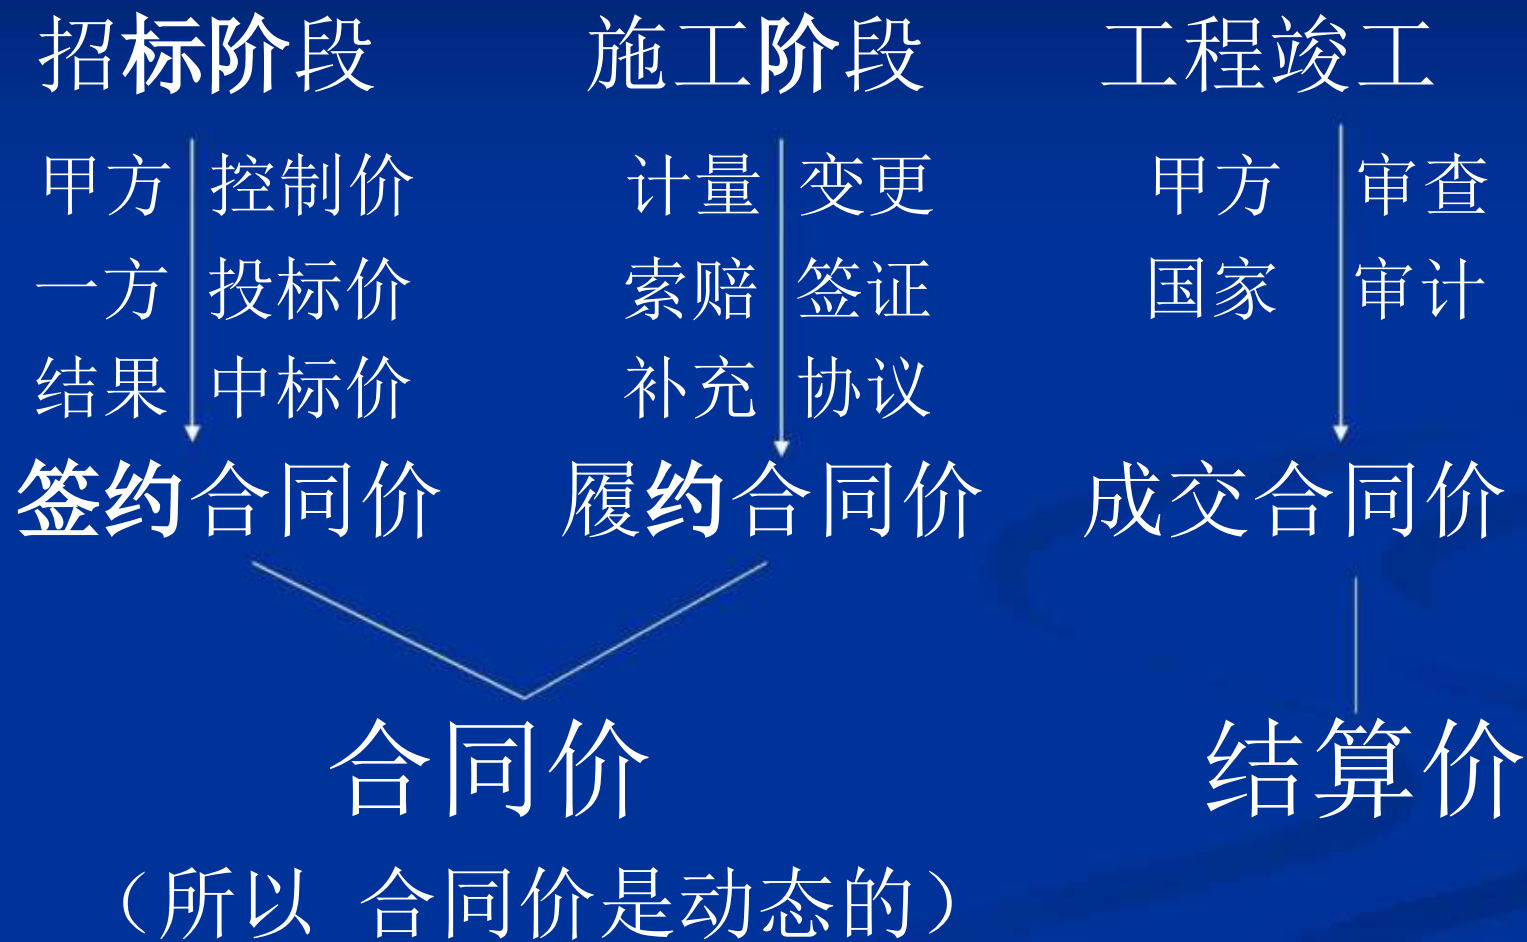 招标阶段 施工阶段 工程竣工
甲方 控制价 计量 变更 甲方 审查
一方 投标价 索赔 签证 国家 审计
结果 中标价 补充 协议
签约合同价 履约合同价 成交合同价
合同价 结算价
（所以 合同价是动态的）